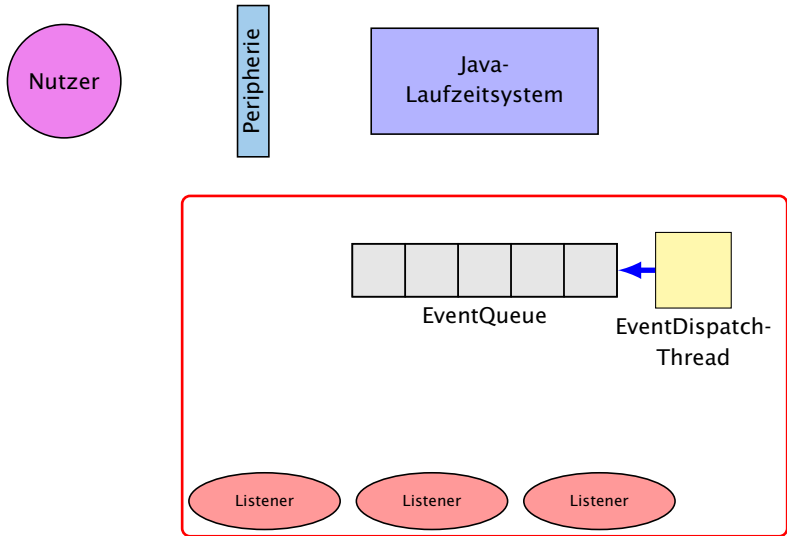 Nutzer
Peripherie
Java-
Laufzeitsystem
EventQueue
EventDispatch-
Thread
Listener
Listener
Listener